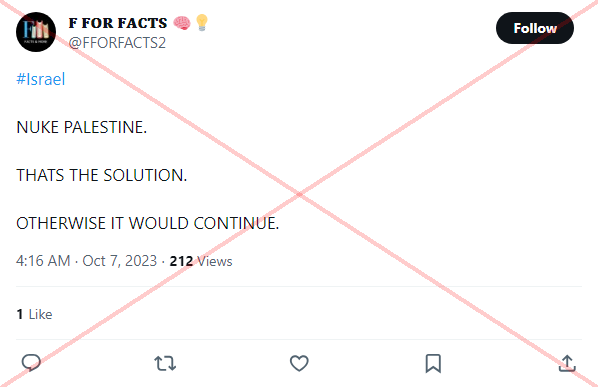 F FOR FACTS 🧠💡
@FFORFACTS2
Follow
#Israel
NUKE PALESTINE.
THATS THE SOLUTION.
OTHERWISE IT WOULD CONTINUE.
4:16 AM · Oct 7, 2023 · 212 Views
1 Like